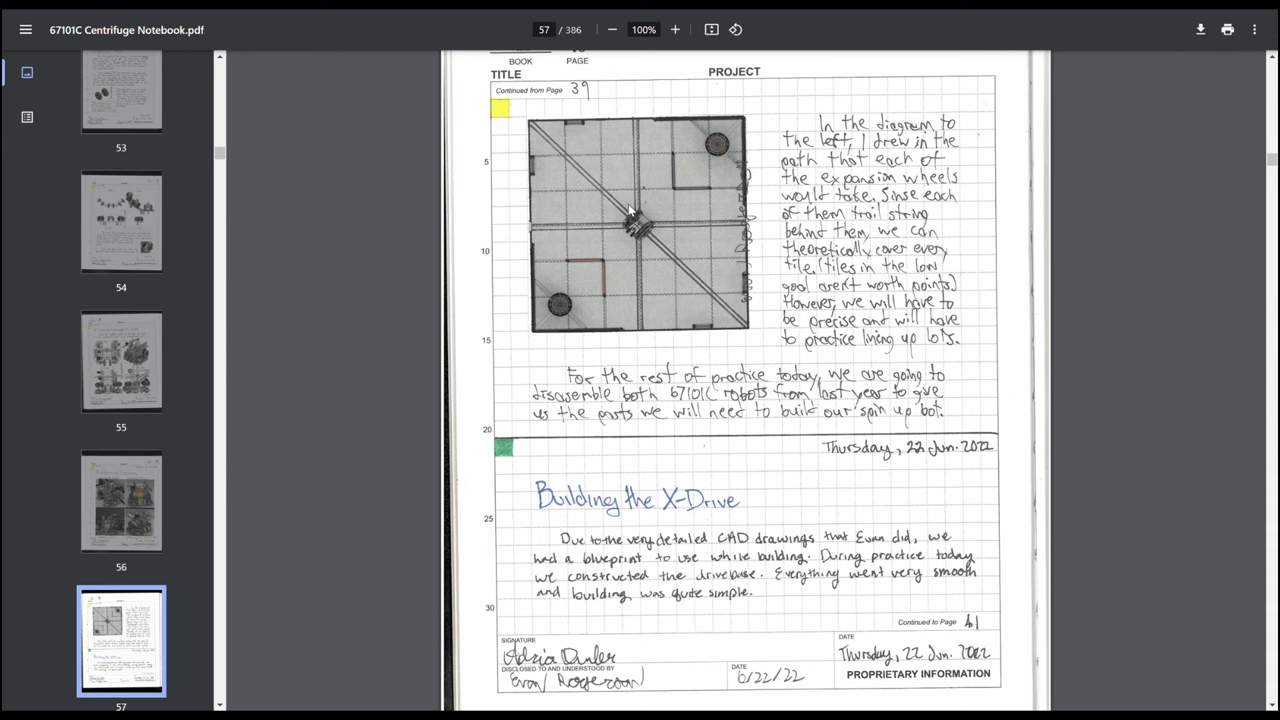 67101C Centrifuge Notebook.pdf
57 / 386
100%
53
54
55
56
57
BOOK
PAGE
TITLE
PROJECT
Continued from Page 39
In the diagram to
the left, I drew in the
path that each of
the expansion wheels
would take. Sinse each
of them trail string
behind them we can
theoretically cover every
tile. (tiles in the low
goal aren't worth points.)
However, we will have to
be precise and will have
to practice lining up lots.
5
10
15
For the rest of practice today, we are going to
disasemble both 67101C robots from last year to give
us the parts we will need to build our spin up bot.
20
Thursday, 22 Jun. 2022
Building the X-Drive
25
Due to the very detailed CAD drawings that Evan did, we
had a blueprint to use while building. During practice today
we constructed the drivebase. Everything went very smooth
and building was quite simple.
30
Continued to Page 41
SIGNATURE
DATE
Thursday, 22 Jun. 2022
DISCLOSED TO AND UNDERSTOOD BY
Evan
DATE
6/22/22
PROPRIETARY INFORMATION